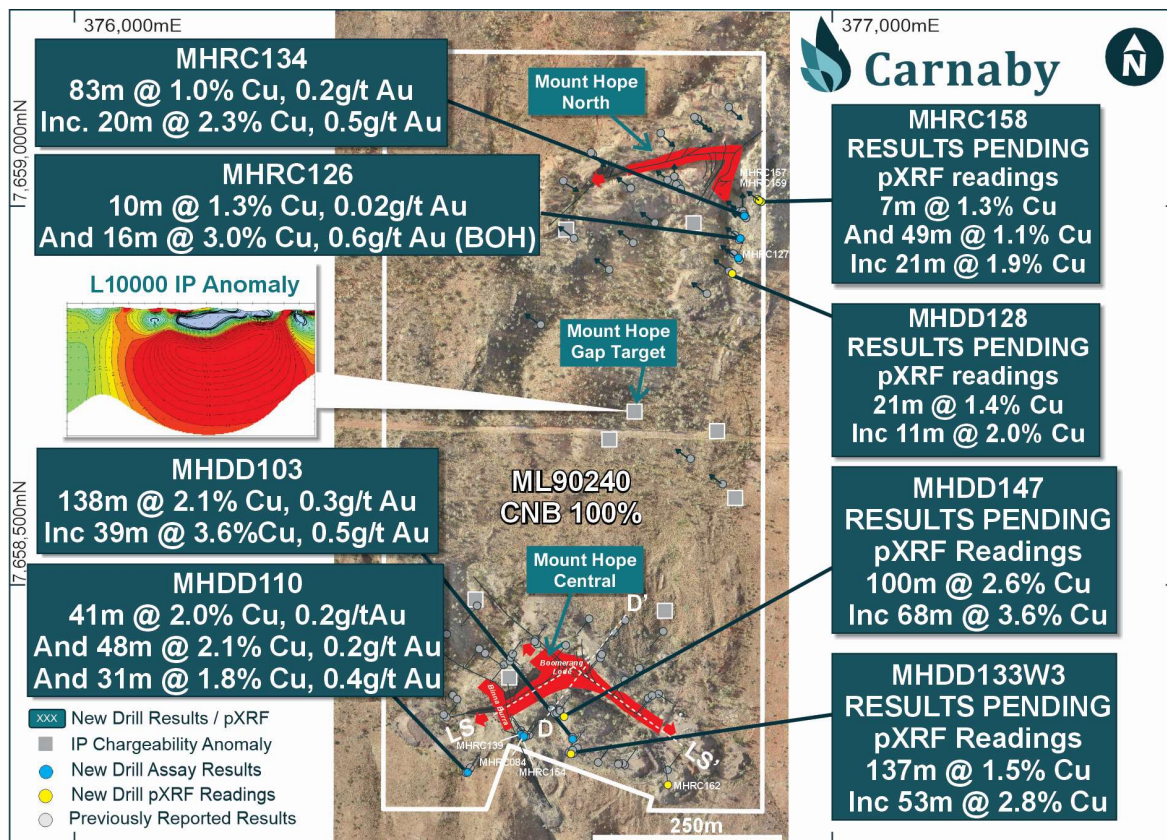 376,000mE
377,000mE
7,659,000mN
7,658,500mN
Carnaby
N
MHRC134
83m @ 1.0% Cu, 0.2g/t Au
Inc. 20m @ 2.3% Cu, 0.5g/t Au
MHRC126
10m @ 1.3% Cu, 0.02g/t Au
And 16m @ 3.0% Cu, 0.6g/t Au (BOH)
L10000 IP Anomaly
MHDD103
138m @ 2.1% Cu, 0.3g/t Au
Inc 39m @ 3.6%Cu, 0.5g/t Au
MHDD110
41m @ 2.0% Cu, 0.2g/tAu
And 48m @ 2.1% Cu, 0.2g/t Au
And 31m @ 1.8% Cu, 0.4g/t Au
XXX New Drill Results / pXRF
IP Chargeability Anomaly
New Drill Assay Results
New Drill pXRF Readings
Previously Reported Results
Mount Hope
North
MHRC157
MHRC159
MHRC127
Mount Hope
Gap Target
ML90240
CNB 100%
Mount Hope
Central
D'
Boomerang
Lode
Binna Burra
LS
D
LS'
MHRC139
MHRC084
MHRC154
MHRC162
250m
MHRC158
RESULTS PENDING
pXRF readings
7m @ 1.3% Cu
And 49m @ 1.1% Cu
Inc 21m @ 1.9% Cu
MHDD128
RESULTS PENDING
pXRF readings
21m @ 1.4% Cu
Inc 11m @ 2.0% Cu
MHDD147
RESULTS PENDING
pXRF Readings
100m @ 2.6% Cu
Inc 68m @ 3.6% Cu
MHDD133W3
RESULTS PENDING
pXRF Readings
137m @ 1.5% Cu
Inc 53m @ 2.8% Cu